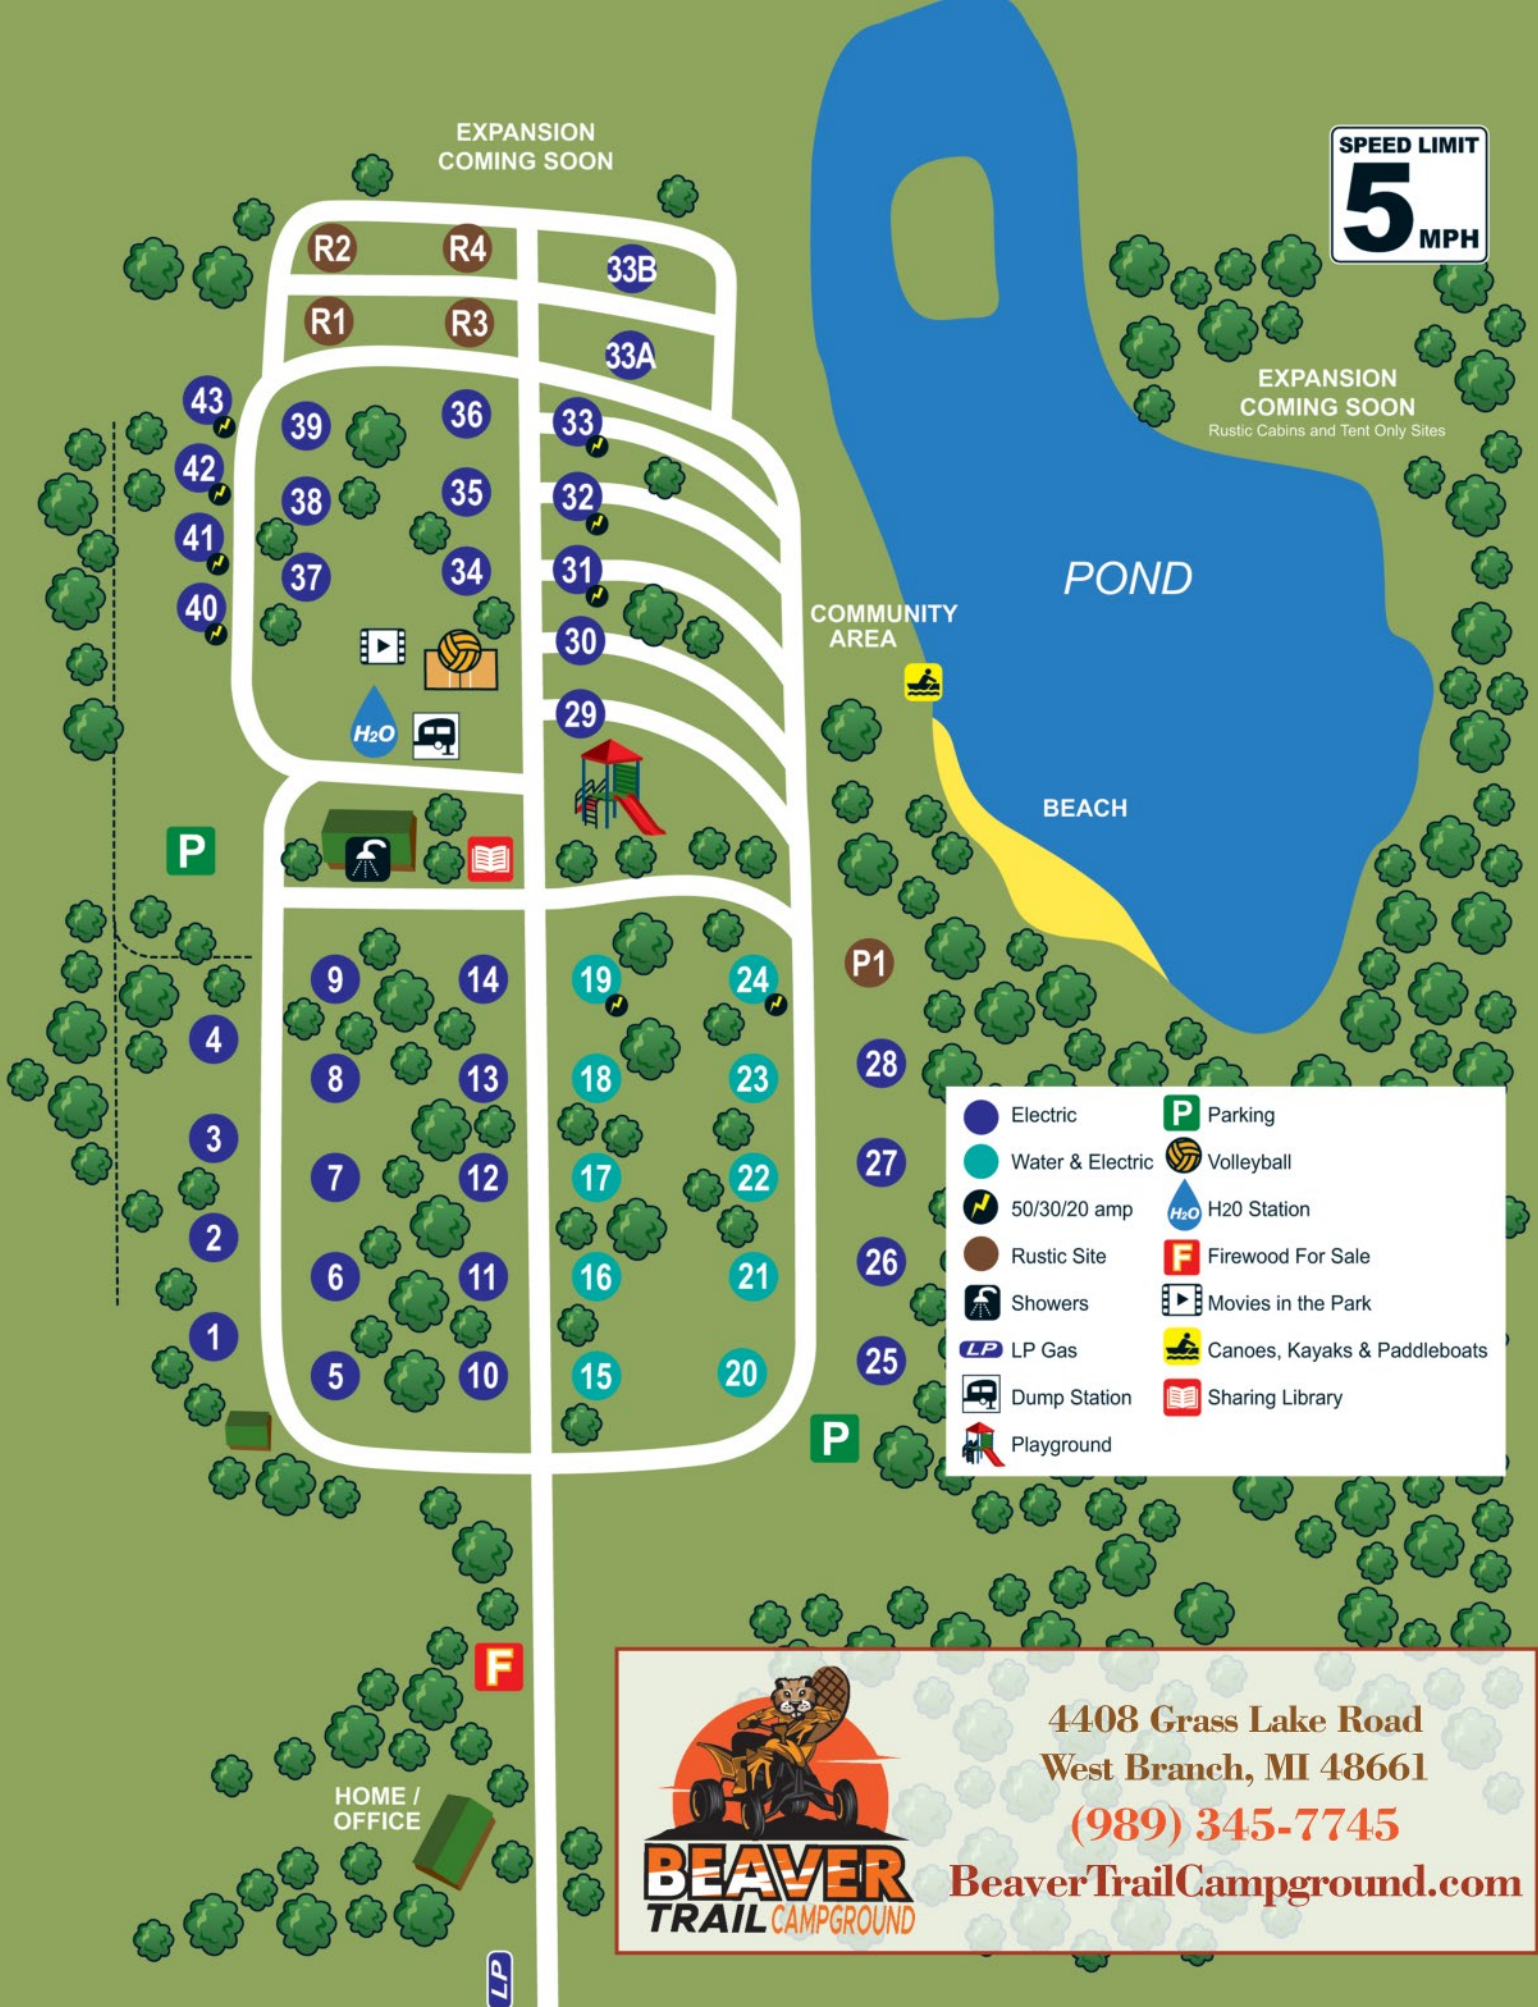 EXPANSION
COMING SOON
SPEED LIMIT
5
MPH
R2
R4
33B
R1
R3
33A
EXPANSION
COMING SOON
Rustic Cabins and Tent Only Sites
43
39
36
33
42
38
35
32
41
37
34
31
40
30
POND
COMMUNITY
AREA
H2O
29
BEACH
P
9
14
19
24
P1
4
8
13
18
23
28
3
7
12
17
22
27
2
6
11
16
21
26
1
5
10
15
20
25
P
Electric
P Parking
Water & Electric
Volleyball
50/30/20 amp
H2O H20 Station
Rustic Site
F Firewood For Sale
Showers
Movies in the Park
LP LP Gas
Canoes, Kayaks & Paddleboats
Dump Station
Sharing Library
Playground
F
HOME /
OFFICE
LP
BEAVER
TRAIL CAMPGROUND
4408 Grass Lake Road
West Branch, MI 48661
(989) 345-7745
BeaverTrailCampground.com